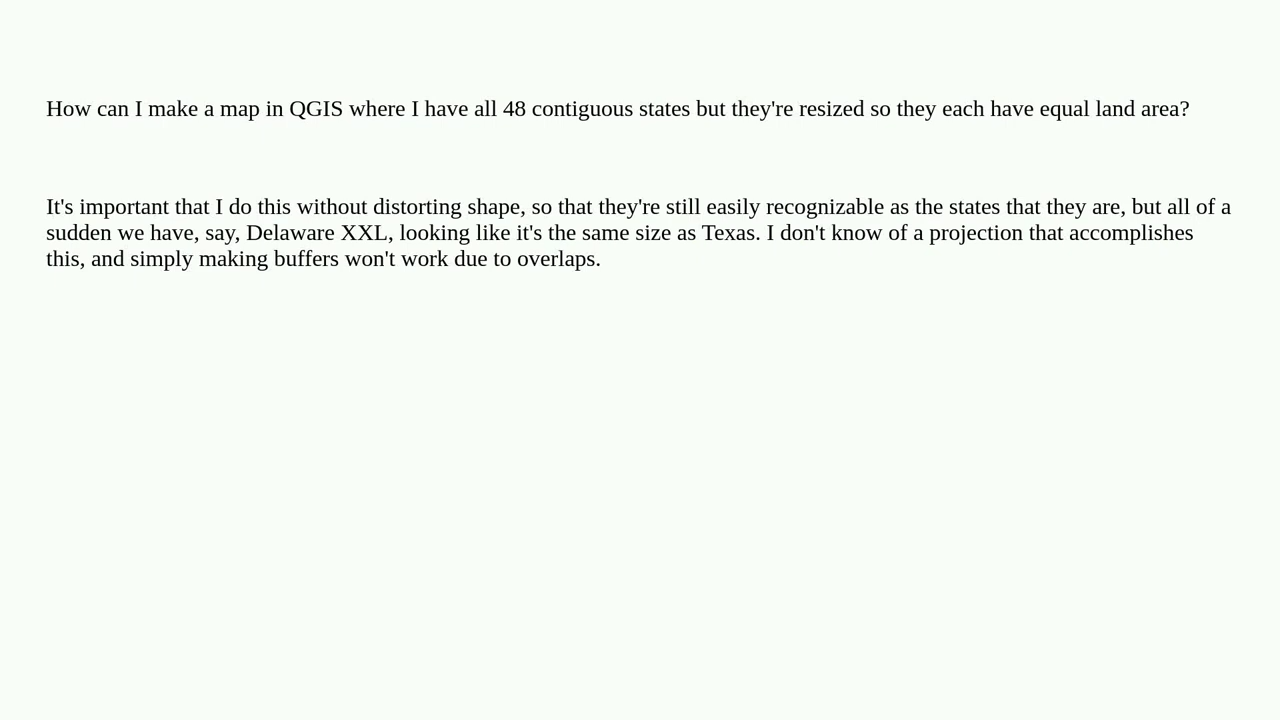 How can I make a map in QGIS where I have all 48 contiguous states but they're resized so they each have equal land area?
It's important that I do this without distorting shape, so that they're still easily recognizable as the states that they are, but all of a
sudden we have, say, Delaware XXL, looking like it's the same size as Texas. I don't know of a projection that accomplishes
this, and simply making buffers won't work due to overlaps.